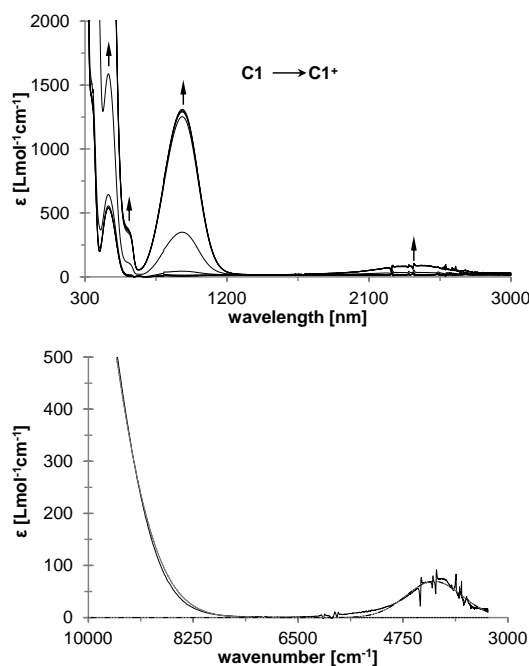 2000
1500
1000
500
0
ε [Lmol-1cm-1]
C1 ⟶ C1+
300 1200 2100 3000
wavelength [nm]
500
400
300
200
100
0
ε [Lmol-1cm-1]
10000 8250 6500 4750 3000
wavenumber [cm-1]